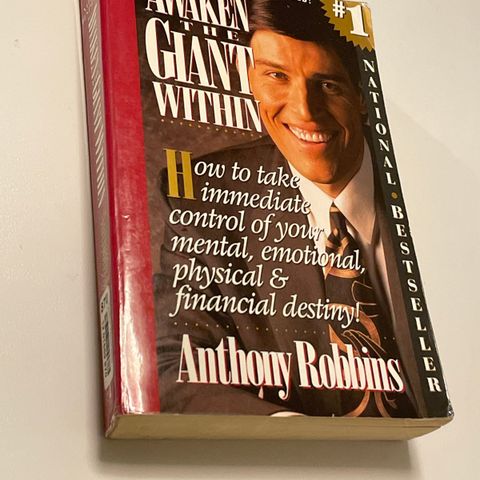 #1
AWAKEN
THE
GIANT
WITHIN
How to take
immediate
control of your
mental, emotional,
physical &
financial destiny!
Anthony Robbins
NATIONAL • BESTSELLER